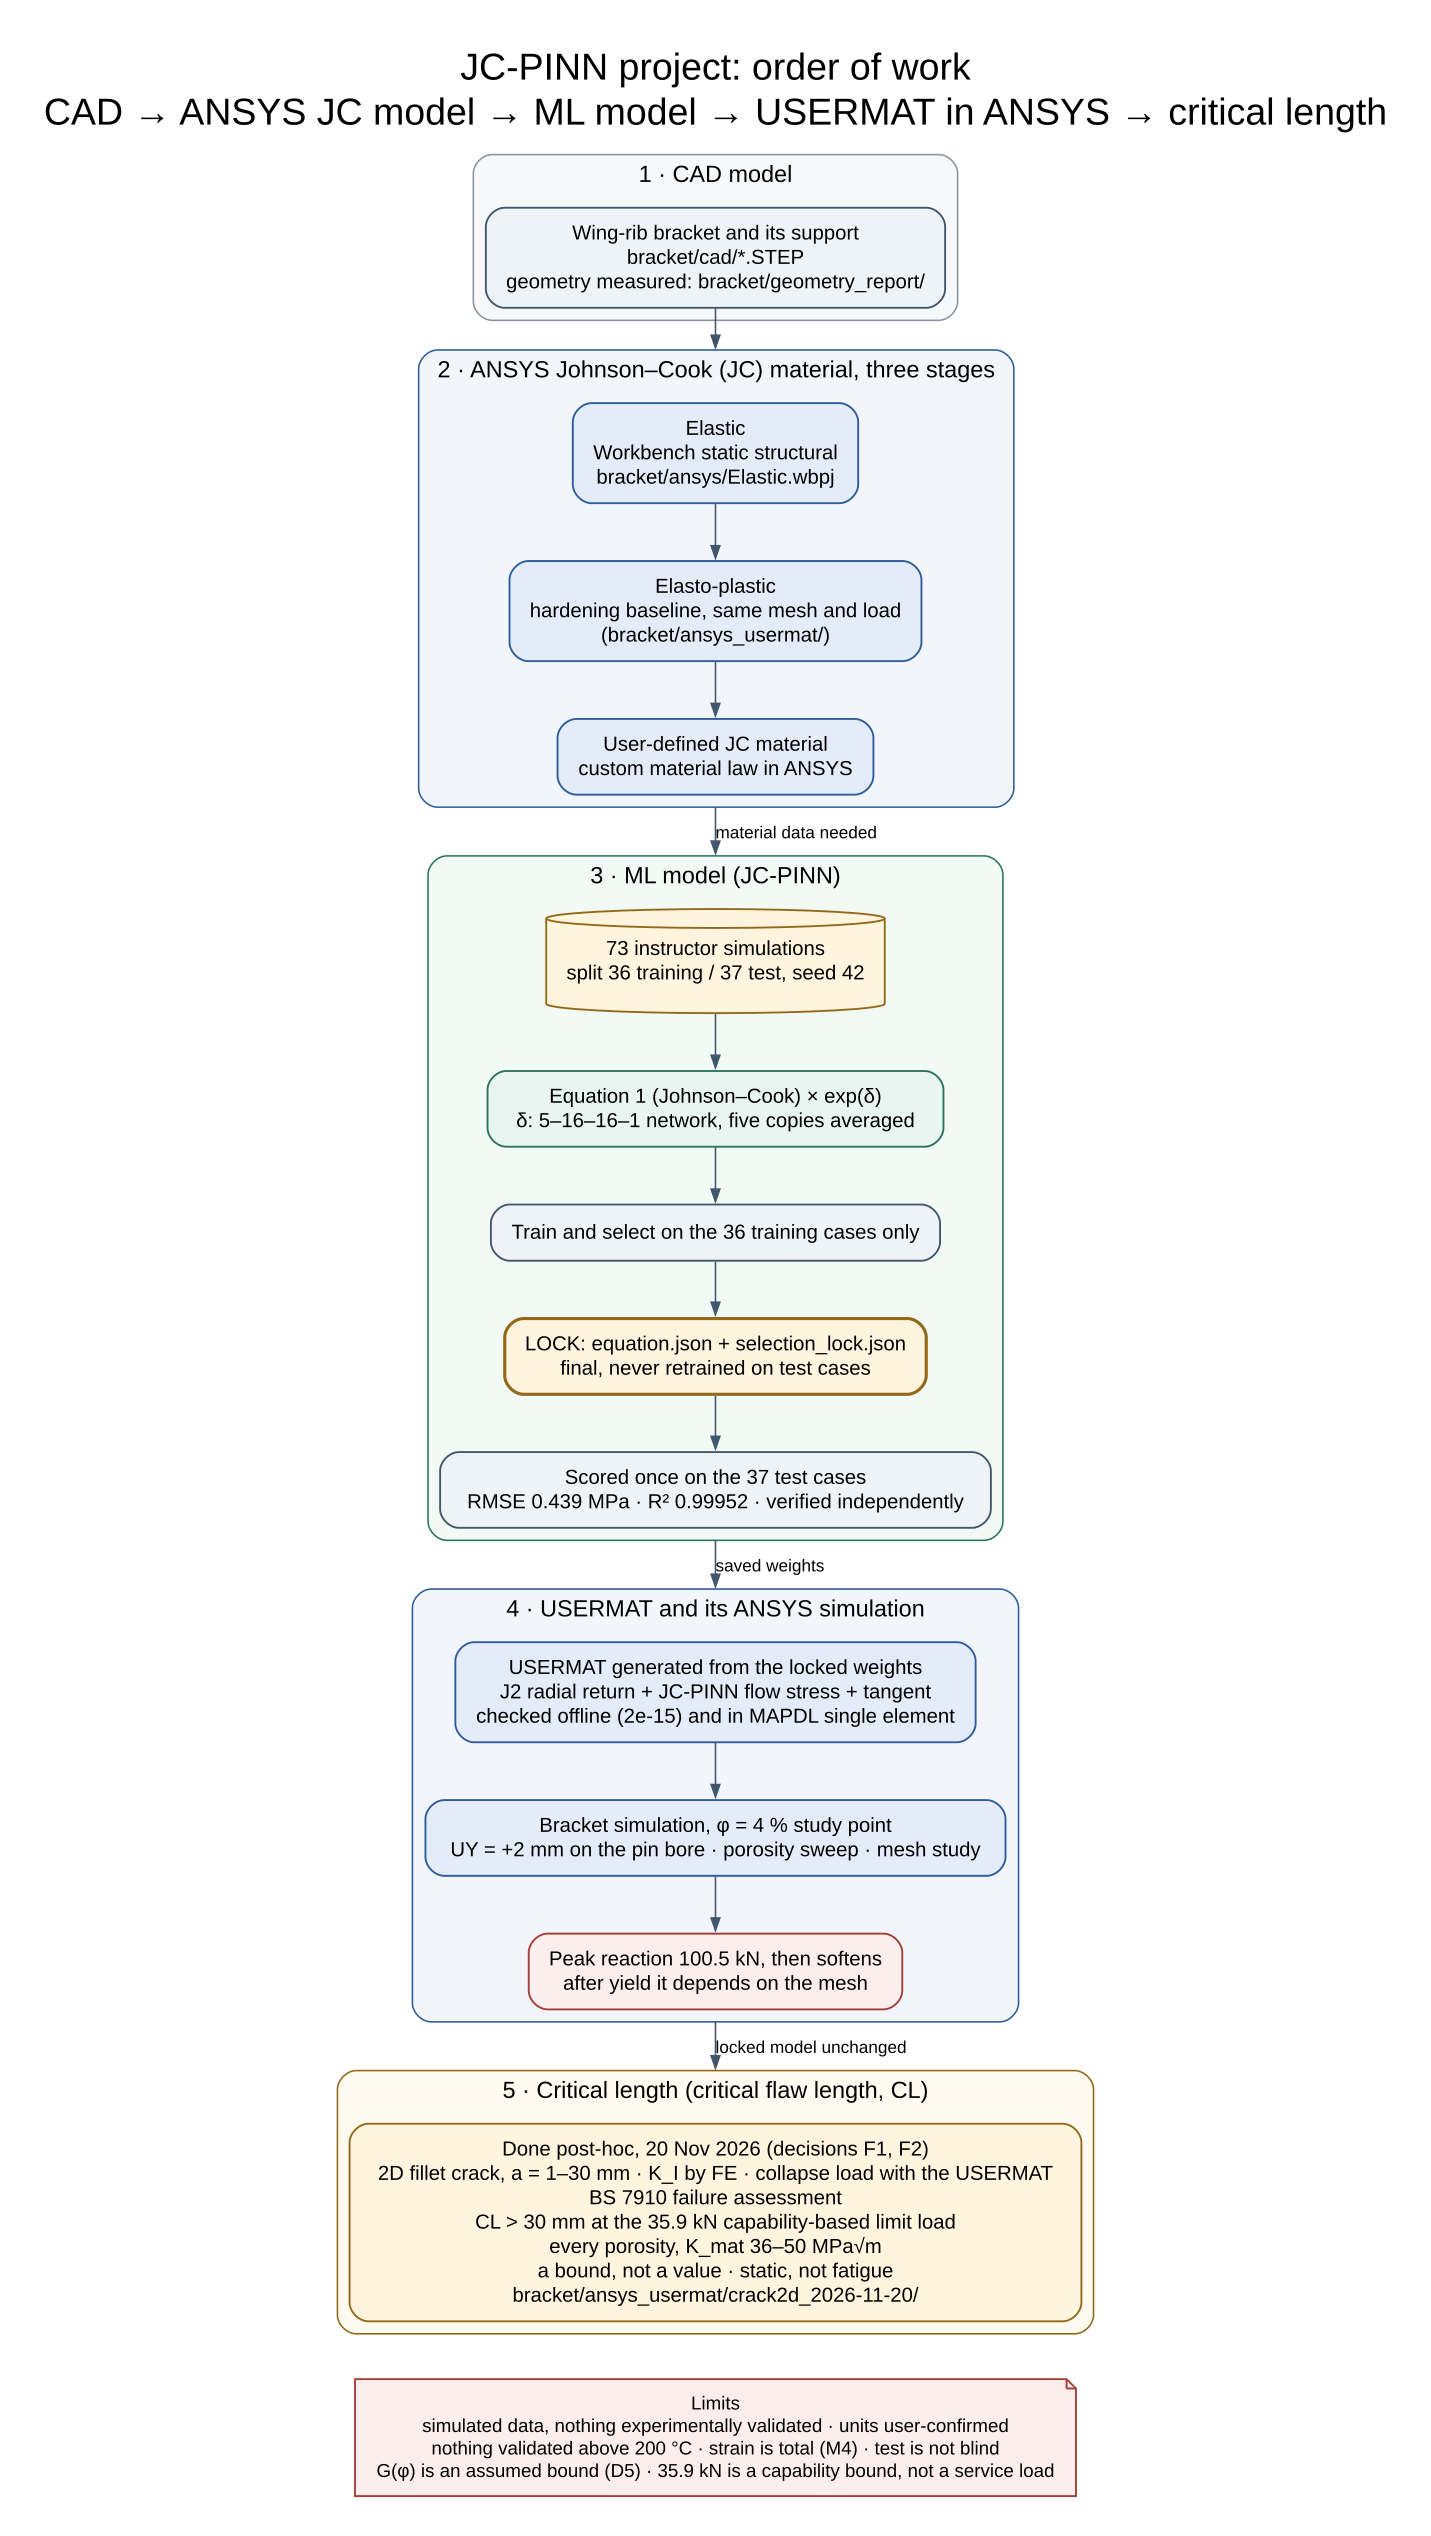 JC-PINN project: order of work
CAD → ANSYS JC model → ML model → USERMAT in ANSYS → critical length
1 · CAD model
Wing-rib bracket and its support
bracket/cad/*.STEP
geometry measured: bracket/geometry_report/
2 · ANSYS Johnson–Cook (JC) material, three stages
Elastic
Workbench static structural
bracket/ansys/Elastic.wbpj
Elasto-plastic
hardening baseline, same mesh and load
(bracket/ansys_usermat/)
User-defined JC material
custom material law in ANSYS
material data needed
3 · ML model (JC-PINN)
73 instructor simulations
split 36 training / 37 test, seed 42
Equation 1 (Johnson–Cook) × exp(δ)
δ: 5–16–16–1 network, five copies averaged
Train and select on the 36 training cases only
LOCK: equation.json + selection_lock.json
final, never retrained on test cases
Scored once on the 37 test cases
RMSE 0.439 MPa · R² 0.99952 · verified independently
saved weights
4 · USERMAT and its ANSYS simulation
USERMAT generated from the locked weights
J2 radial return + JC-PINN flow stress + tangent
checked offline (2e-15) and in MAPDL single element
Bracket simulation, φ = 4 % study point
UY = +2 mm on the pin bore · porosity sweep · mesh study
Peak reaction 100.5 kN, then softens
after yield it depends on the mesh
locked model unchanged
5 · Critical length (critical flaw length, CL)
Done post-hoc, 20 Nov 2026 (decisions F1, F2)
2D fillet crack, a = 1–30 mm · K_I by FE · collapse load with the USERMAT
BS 7910 failure assessment
CL > 30 mm at the 35.9 kN capability-based limit load
every porosity, K_mat 36–50 MPa√m
a bound, not a value · static, not fatigue
bracket/ansys_usermat/crack2d_2026-11-20/
Limits
simulated data, nothing experimentally validated · units user-confirmed
nothing validated above 200 °C · strain is total (M4) · test is not blind
G(φ) is an assumed bound (D5) · 35.9 kN is a capability bound, not a service load